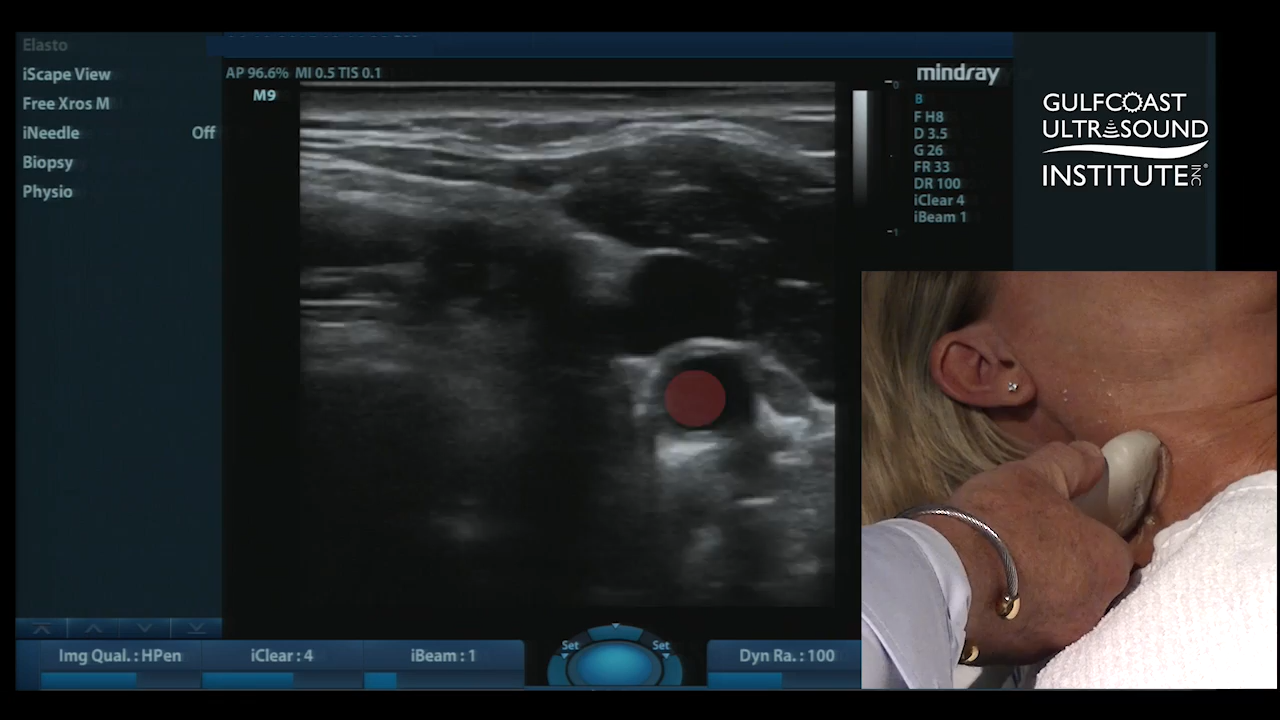 Elasto
iScape View
Free Xros M
iNeedle Off
Biopsy
Physio
AP 96.6% MI 0.5 TIS 0.1
M9
mindray
0
B
F H8
D 3.5
G 26
FR 33
DR 100
iClear 4
iBeam 1
1
GULFCOAST
ULTRASOUND
INSTITUTE INC
Set Set
Img Qual. : HPen iClear : 4 iBeam : 1 Dyn Ra. : 100